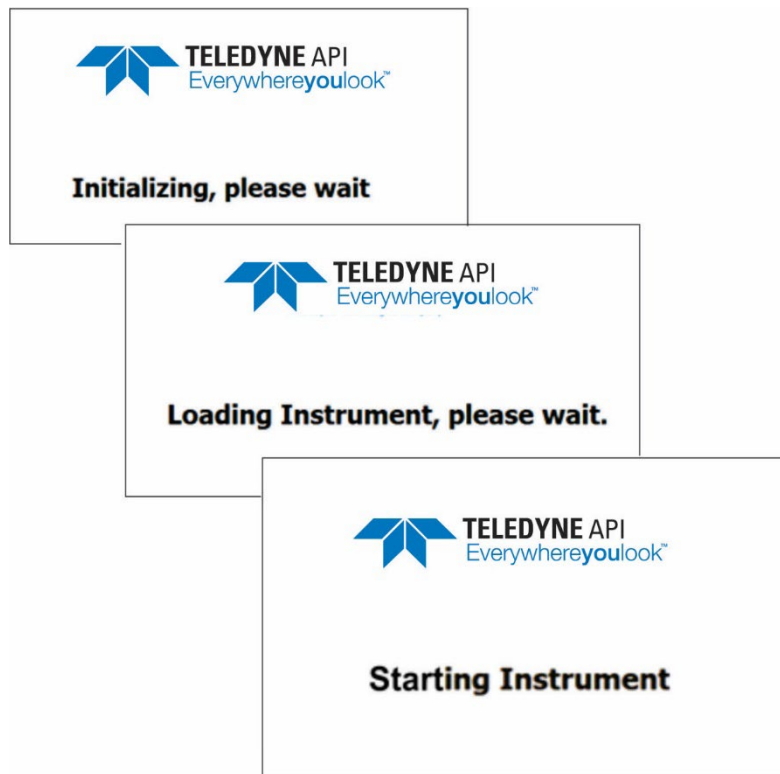 TELEDYNE API
Everywhereyoulook™
Initializing, please wait
TELEDYNE API
Everywhereyoulook™
Loading Instrument, please wait.
TELEDYNE API
Everywhereyoulook™
Starting Instrument